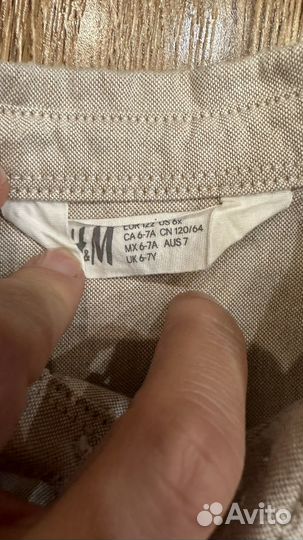 H&M
EUR 122 US 6X
CA 6-7A CN 120/64
MX 6-7A AUS 7
UK 6-7Y
Avito